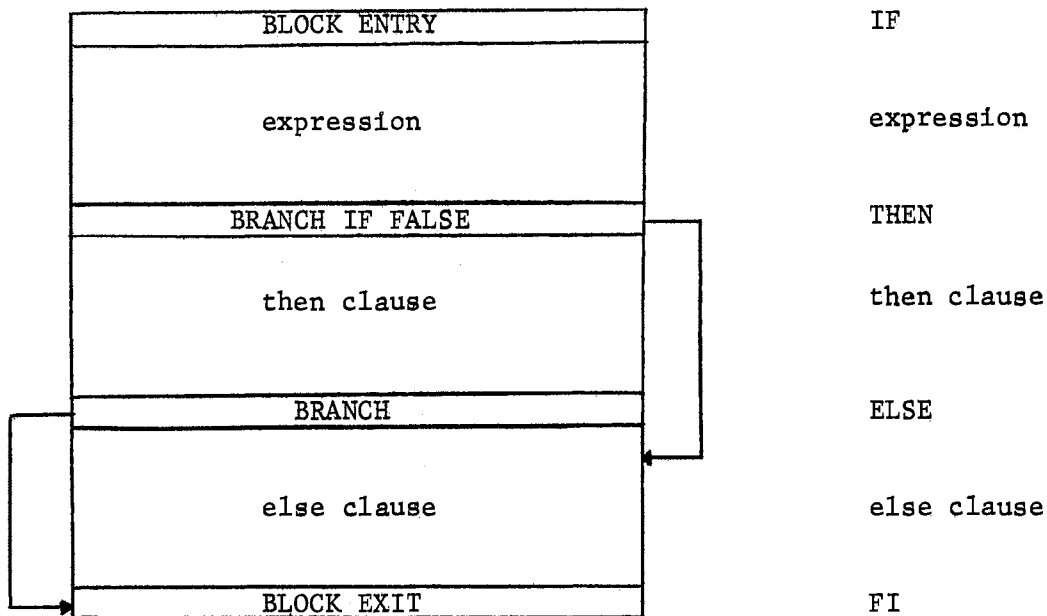 BLOCK ENTRY IF
expression expression
BRANCH IF FALSE THEN
then clause then clause
BRANCH ELSE
else clause else clause
BLOCK EXIT FI